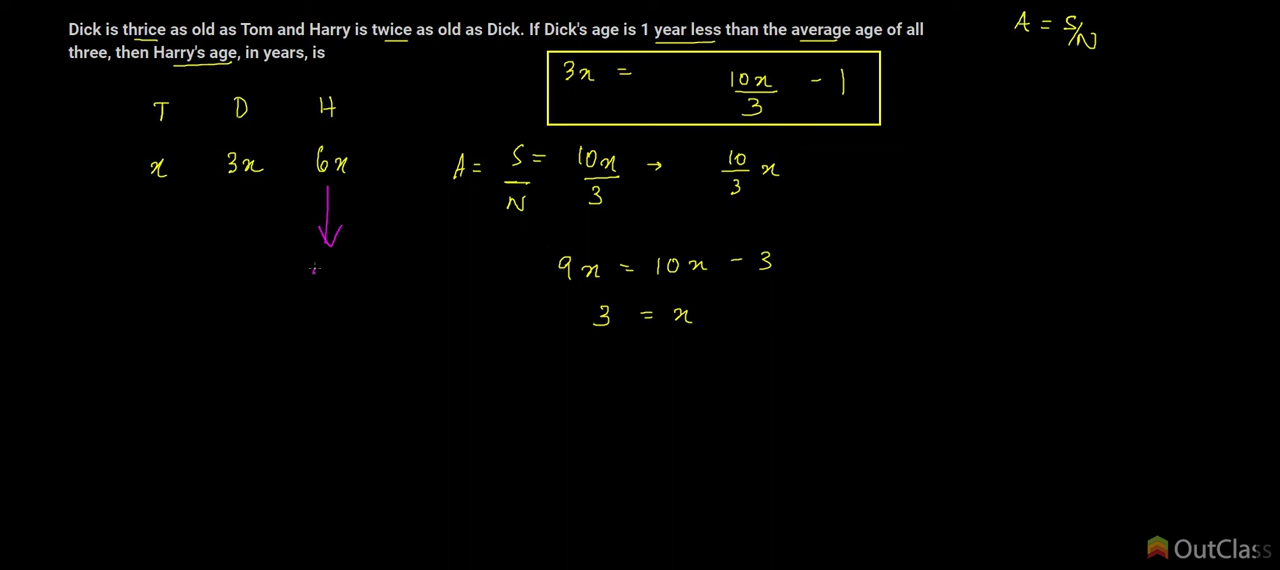 Dick is thrice as old as Tom and Harry is twice as old as Dick. If Dick's age is 1 year less than the average age of all
three, then Harry's age, in years, is
A = S/N
3x = 10x/3 - 1
T D H
x 3x 6x
A = S/N = 10x/3 → 10/3 x
9x = 10x - 3
3 = x
OutClass